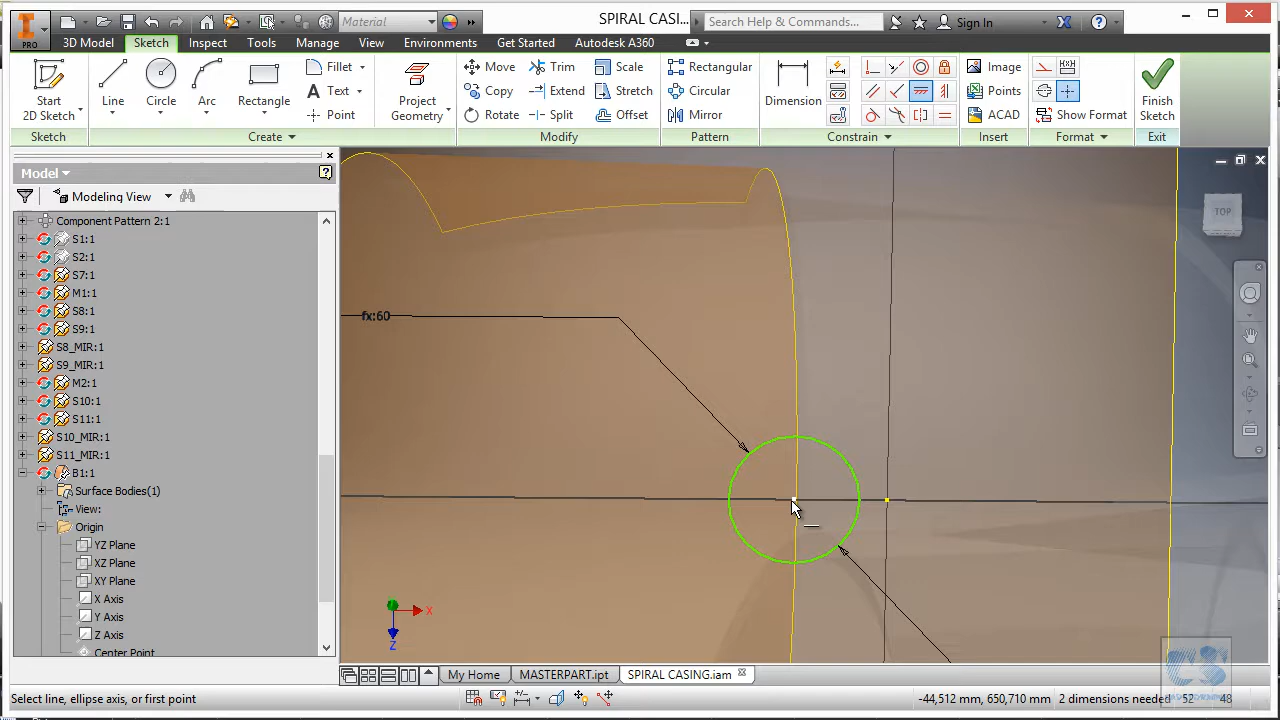 PRO
Material
SPIRAL CASI...
Search Help & Commands...
Sign In
3D Model
Sketch
Inspect
Tools
Manage
View
Environments
Get Started
Autodesk A360
Start
2D Sketch
Line
Circle
Arc
Rectangle
Fillet
Text
Point
Project
Geometry
Move
Copy
Rotate
Trim
Extend
Split
Scale
Stretch
Offset
Rectangular
Circular
Mirror
Dimension
Image
Points
ACAD
Show Format
Finish
Sketch
Sketch
Create
Modify
Pattern
Constrain
Insert
Format
Exit
Model
Modeling View
Component Pattern 2:1
S1:1
S2:1
S7:1
M1:1
S8:1
S9:1
S8_MIR:1
S9_MIR:1
M2:1
S10:1
S11:1
S10_MIR:1
S11_MIR:1
B1:1
Surface Bodies(1)
View:
Origin
YZ Plane
XZ Plane
XY Plane
X Axis
Y Axis
Z Axis
Center Point
fx:60
TOP
X
Z
My Home
MASTERPART.ipt
SPIRAL CASING.iam
Select line, ellipse axis, or first point
-44,512 mm, 650,710 mm
2 dimensions needed
52
48